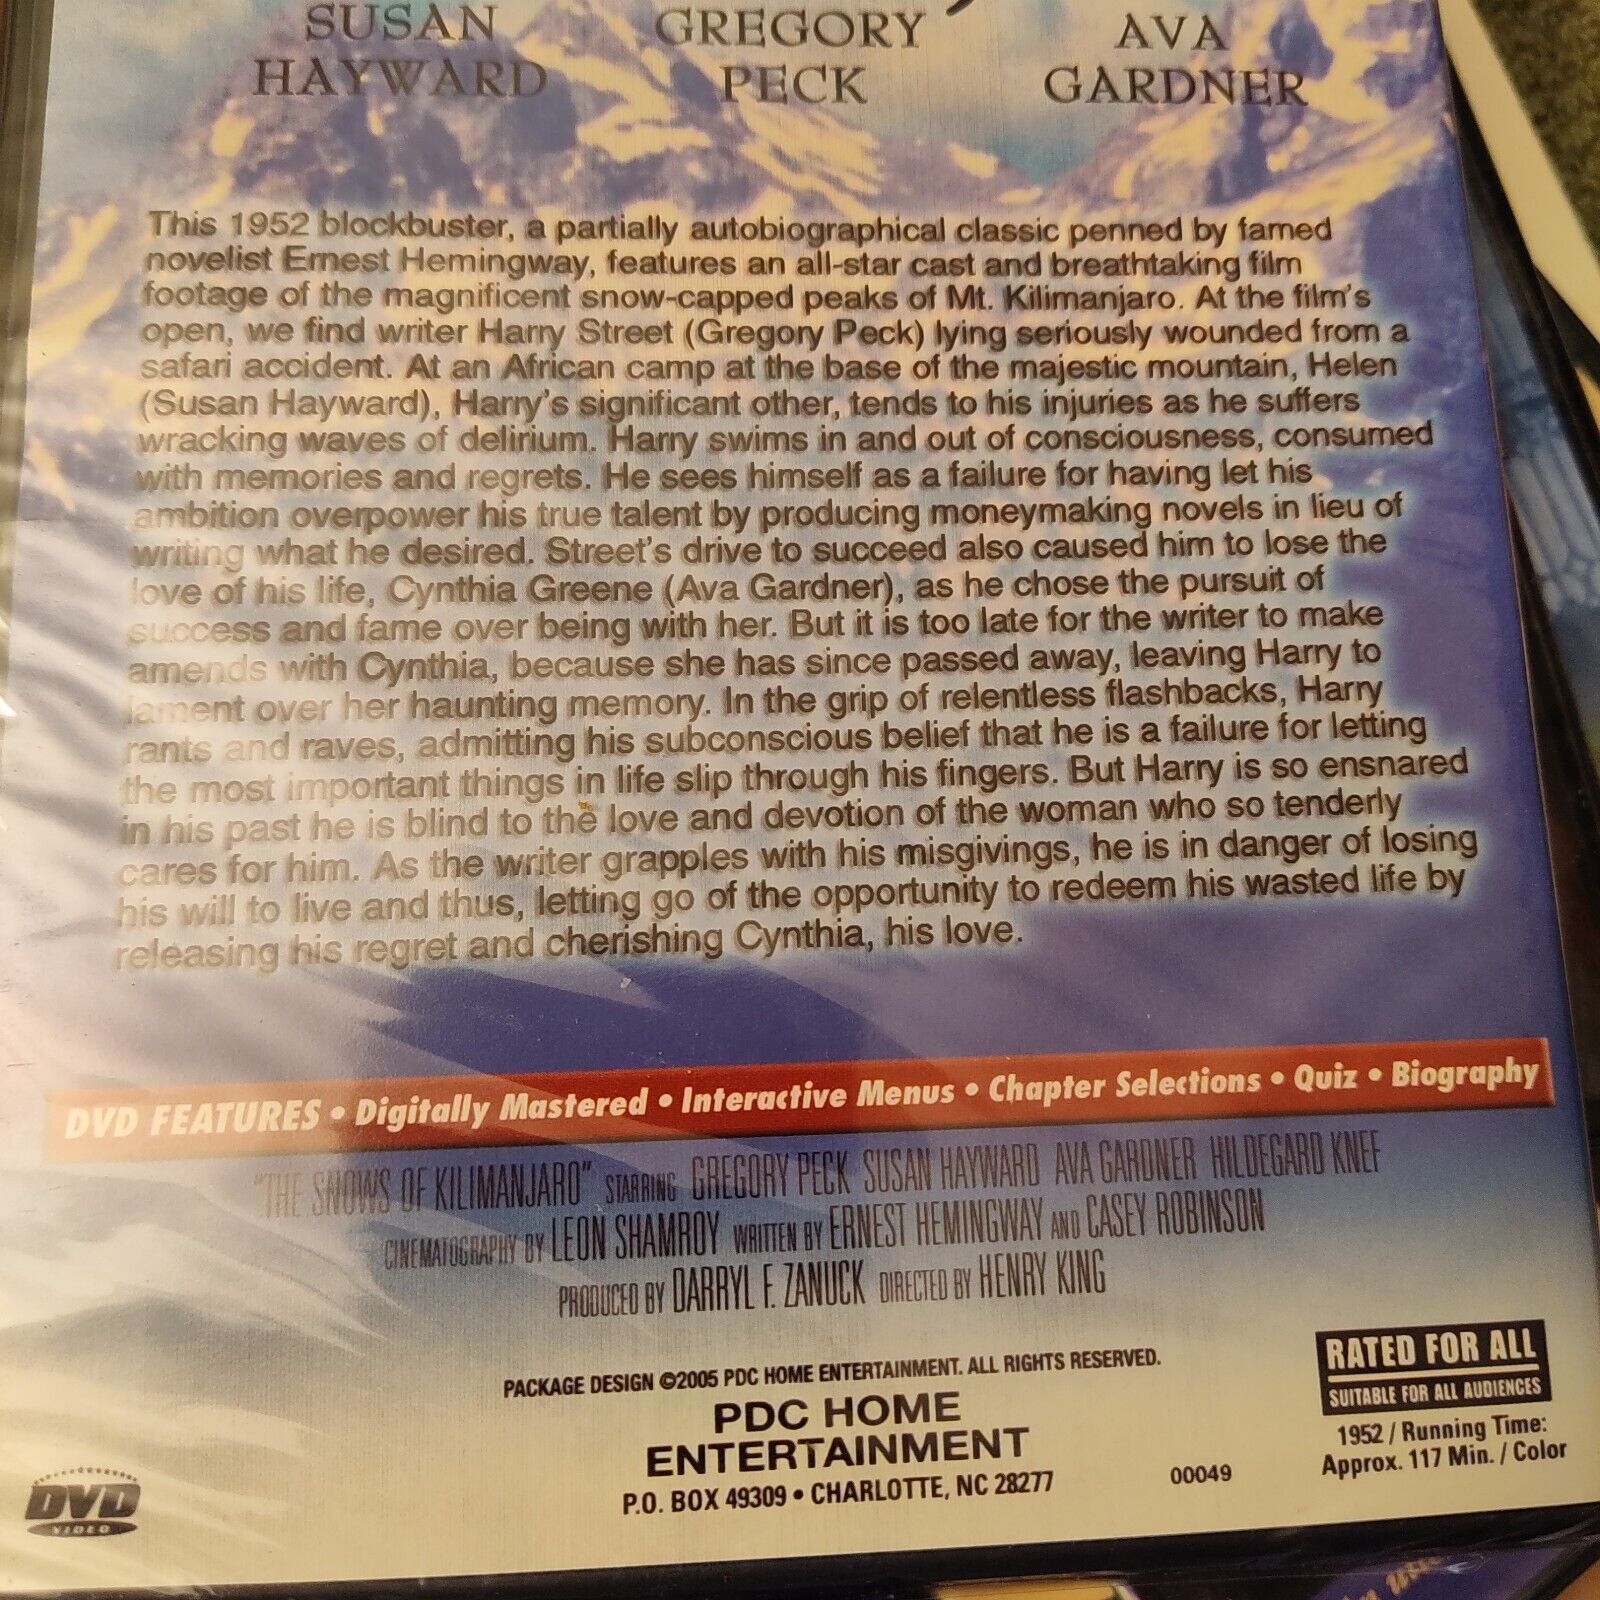 SUSAN HAYWARD
GREGORY PECK
AVA GARDNER
This 1952 blockbuster, a partially autobiographical classic penned by famed
novelist Ernest Hemingway, features an all-star cast and breathtaking film
footage of the magnificent snow-capped peaks of Mt. Kilimanjaro. At the film's
open, we find writer Harry Street (Gregory Peck) lying seriously wounded from a
safari accident. At an African camp at the base of the majestic mountain, Helen
(Susan Hayward), Harry's significant other, tends to his injuries as he suffers
wracking waves of delirium. Harry swims in and out of consciousness, consumed
with memories and regrets. He sees himself as a failure for having let his
ambition overpower his true talent by producing moneymaking novels in lieu of
writing what he desired. Street's drive to succeed also caused him to lose the
love of his life, Cynthia Greene (Ava Gardner), as he chose the pursuit of
success and fame over being with her. But it is too late for the writer to make
amends with Cynthia, because she has since passed away, leaving Harry to
lament over her haunting memory. In the grip of relentless flashbacks, Harry
rants and raves, admitting his subconscious belief that he is a failure for letting
the most important things in life slip through his fingers. But Harry is so ensnared
in his past he is blind to the love and devotion of the woman who so tenderly
cares for him. As the writer grapples with his misgivings, he is in danger of losing
his will to live and thus, letting go of the opportunity to redeem his wasted life by
releasing his regret and cherishing Cynthia, his love.
DVD FEATURES • Digitally Mastered • Interactive Menus • Chapter Selections • Quiz • Biography
"THE SNOWS OF KILIMANJARO" STARRING GREGORY PECK SUSAN HAYWARD AVA GARDNER HILDEGARD KNEF
CINEMATOGRAPHY BY LEON SHAMROY WRITTEN BY ERNEST HEMINGWAY AND CASEY ROBINSON
PRODUCED BY DARRYL F. ZANUCK DIRECTED BY HENRY KING
PACKAGE DESIGN ©2005 PDC HOME ENTERTAINMENT. ALL RIGHTS RESERVED.
PDC HOME
ENTERTAINMENT
P.O. BOX 49309 • CHARLOTTE, NC 28277
00049
RATED FOR ALL
SUITABLE FOR ALL AUDIENCES
1952 / Running Time:
Approx. 117 Min. / Color
DVD
VIDEO